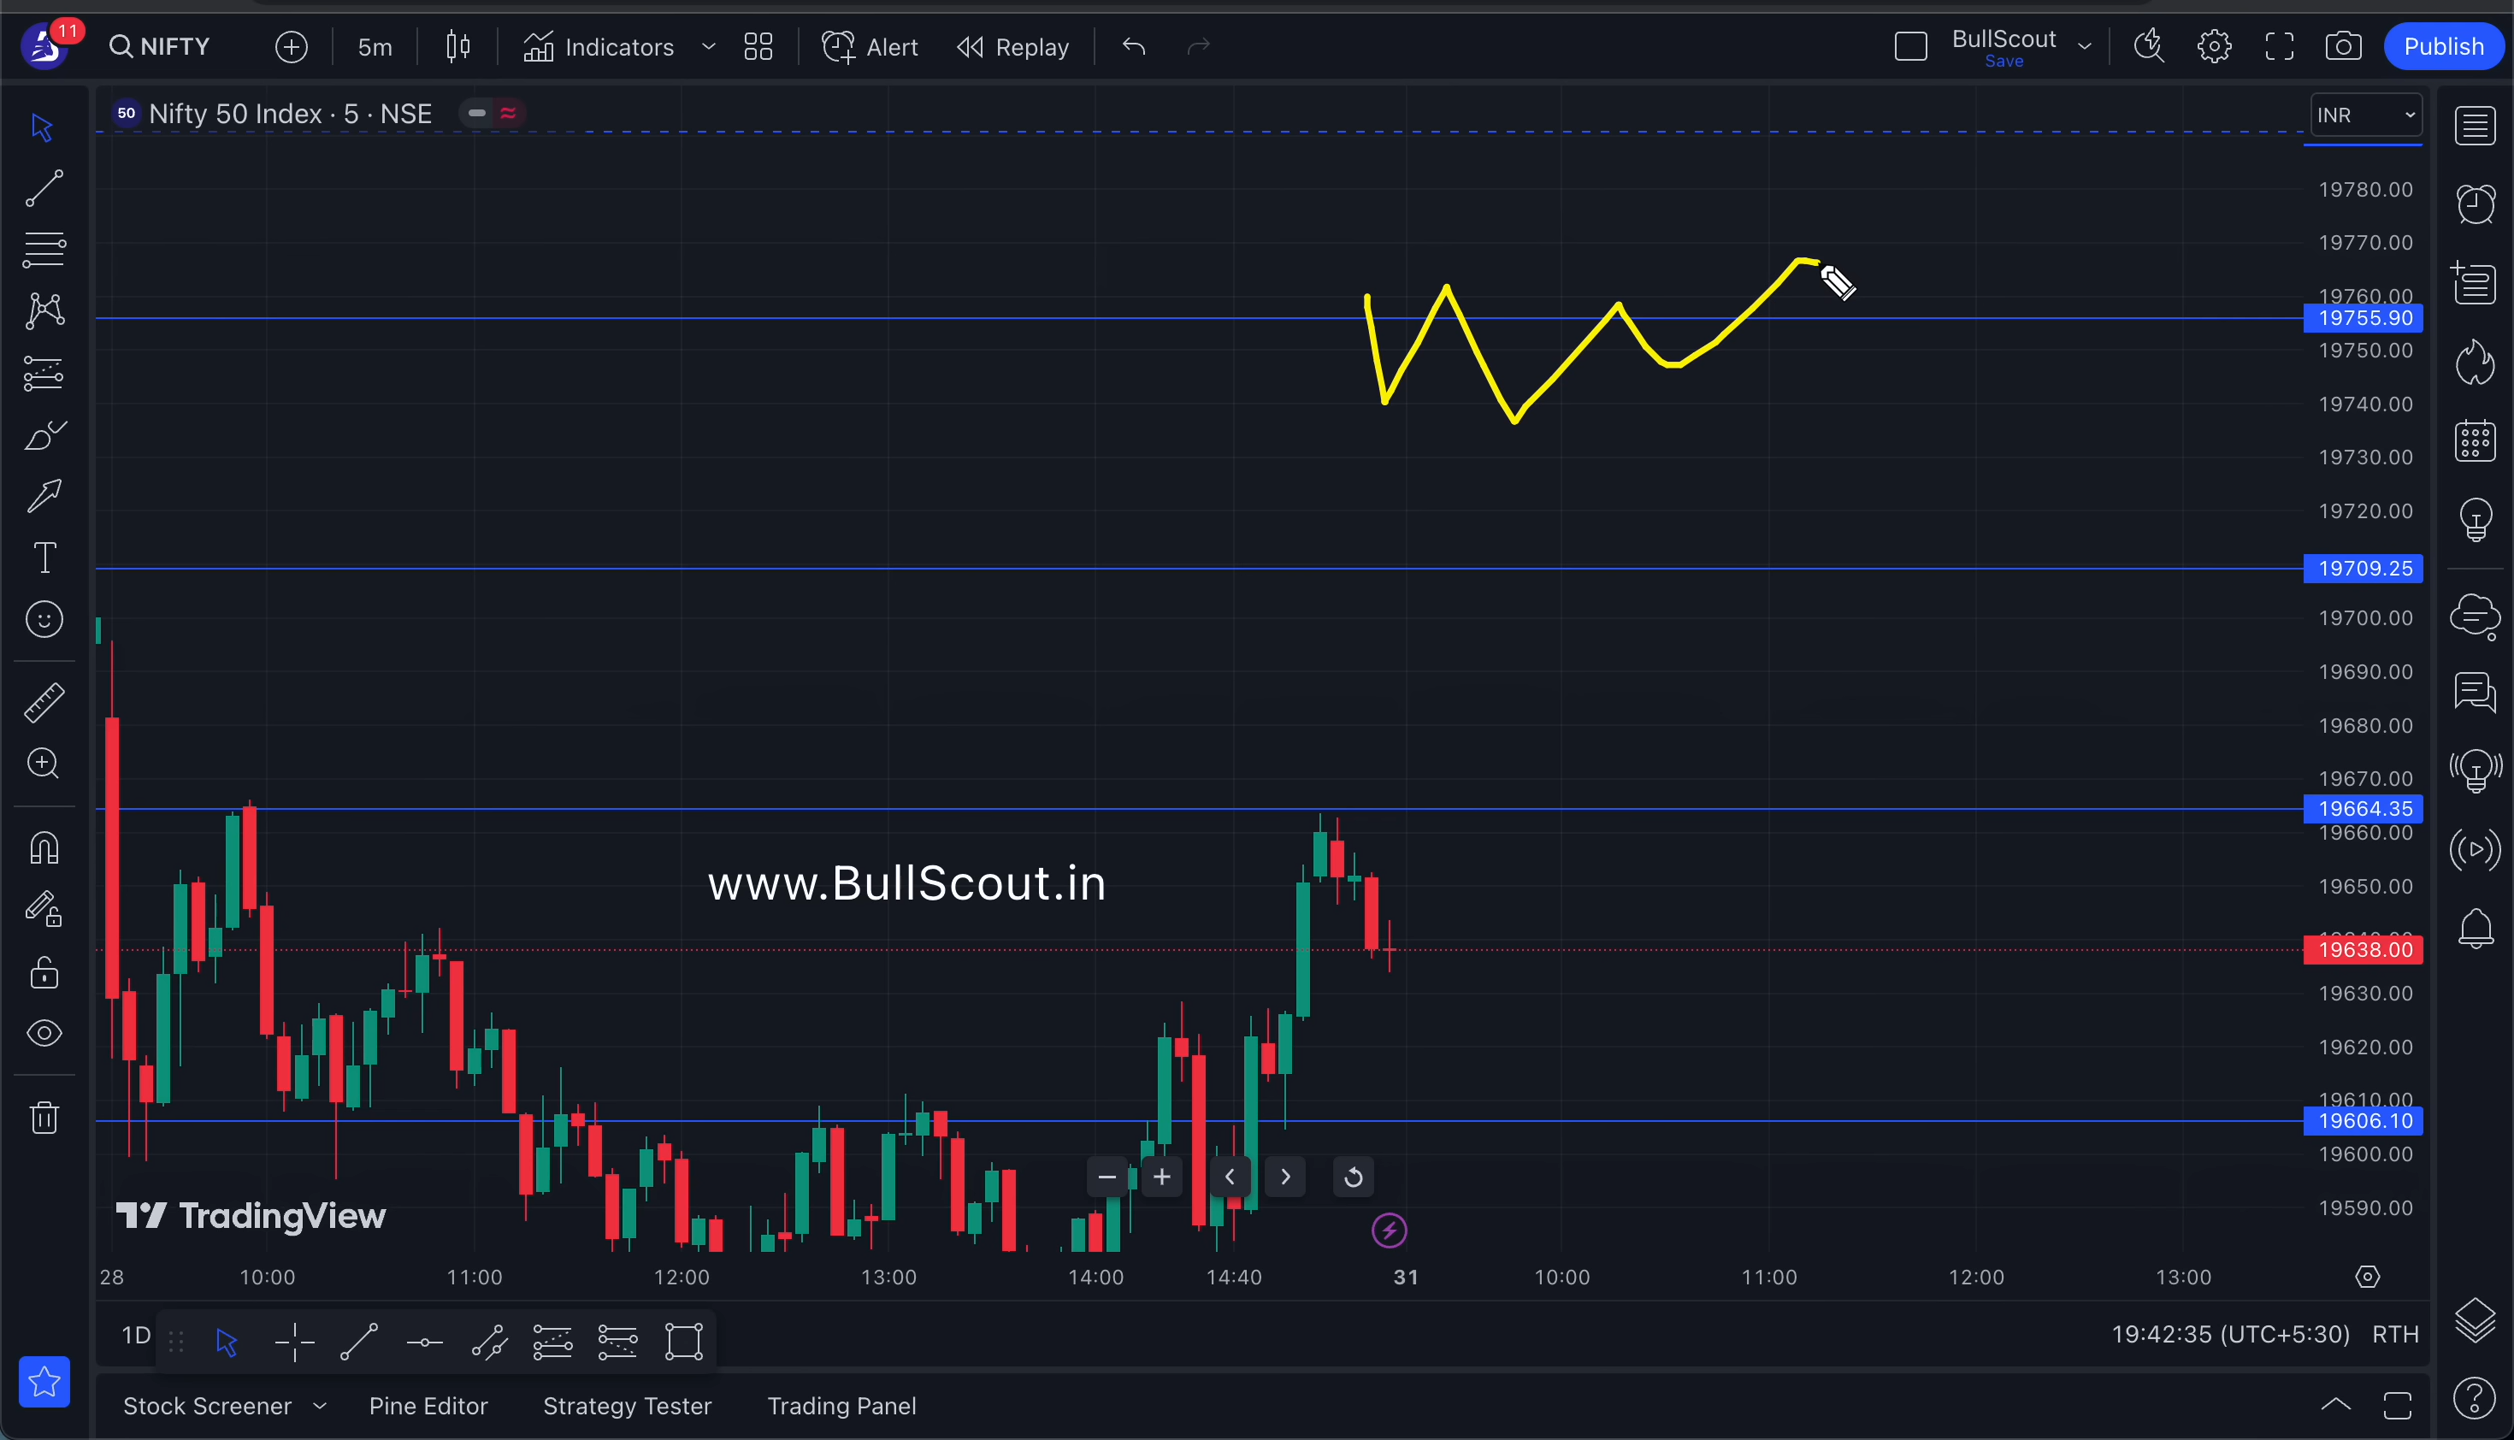 11
NIFTY
5m
Indicators
Alert
Replay
BullScout
Save
Publish
50
Nifty 50 Index · 5 · NSE
INR
19780.00
19770.00
19760.00
19755.90
19750.00
19740.00
19730.00
19720.00
19709.25
19700.00
19690.00
19680.00
19670.00
19664.35
19660.00
www.BullScout.in
19650.00
19638.00
19630.00
19620.00
19610.00
19606.10
19600.00
19590.00
TradingView
28 10:00 11:00 12:00 13:00 14:00 14:40 31 10:00 11:00 12:00 13:00
1D
19:42:35 (UTC+5:30) RTH
Stock Screener Pine Editor Strategy Tester Trading Panel